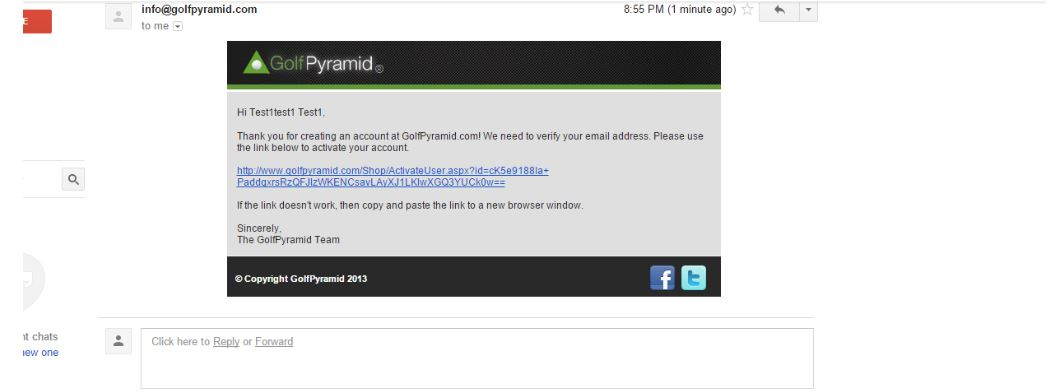 info@golfpyramid.com
8:55 PM (1 minute ago)
to me
E
GolfPyramid®
Hi Test1test1 Test1,
Thank you for creating an account at GolfPyramid.com! We need to verify your email address. Please use
the link below to activate your account.
http://www.golfpyramid.com/Shop/ActivateUser.aspx?id=cK5e9188la+
PaddqxrsRzQFJIzWKENCsavLAyXJ1LKIwXGQ3YUCk0w==
If the link doesn't work, then copy and paste the link to a new browser window.
Sincerely,
The GolfPyramid Team
© Copyright GolfPyramid 2013
nt chats
new one
Click here to Reply or Forward